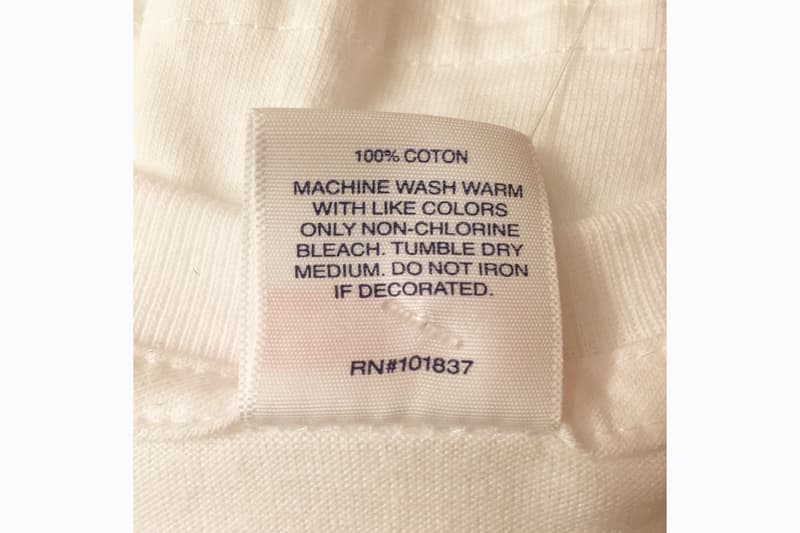 100% COTON
MACHINE WASH WARM
WITH LIKE COLORS
ONLY NON-CHLORINE
BLEACH. TUMBLE DRY
MEDIUM. DO NOT IRON
IF DECORATED.
RN#101837